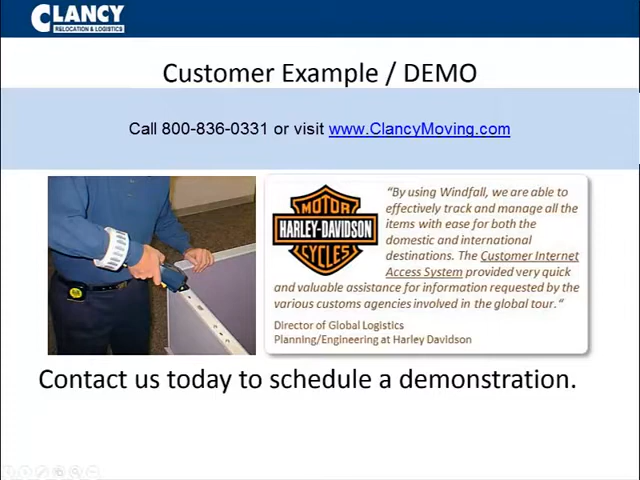 CLANCY
RELOCATION & LOGISTICS
Customer Example / DEMO
Call 800-836-0331 or visit www.ClancyMoving.com
MOTOR
HARLEY-DAVIDSON
CYCLES
“By using Windfall, we are able to
effectively track and manage all the
items with ease for both the
domestic and international
destinations. The Customer Internet
Access System provided very quick
and valuable assistance for information requested by the
various customs agencies involved in the global tour.“
Director of Global Logistics
Planning/Engineering at Harley Davidson
Contact us today to schedule a demonstration.